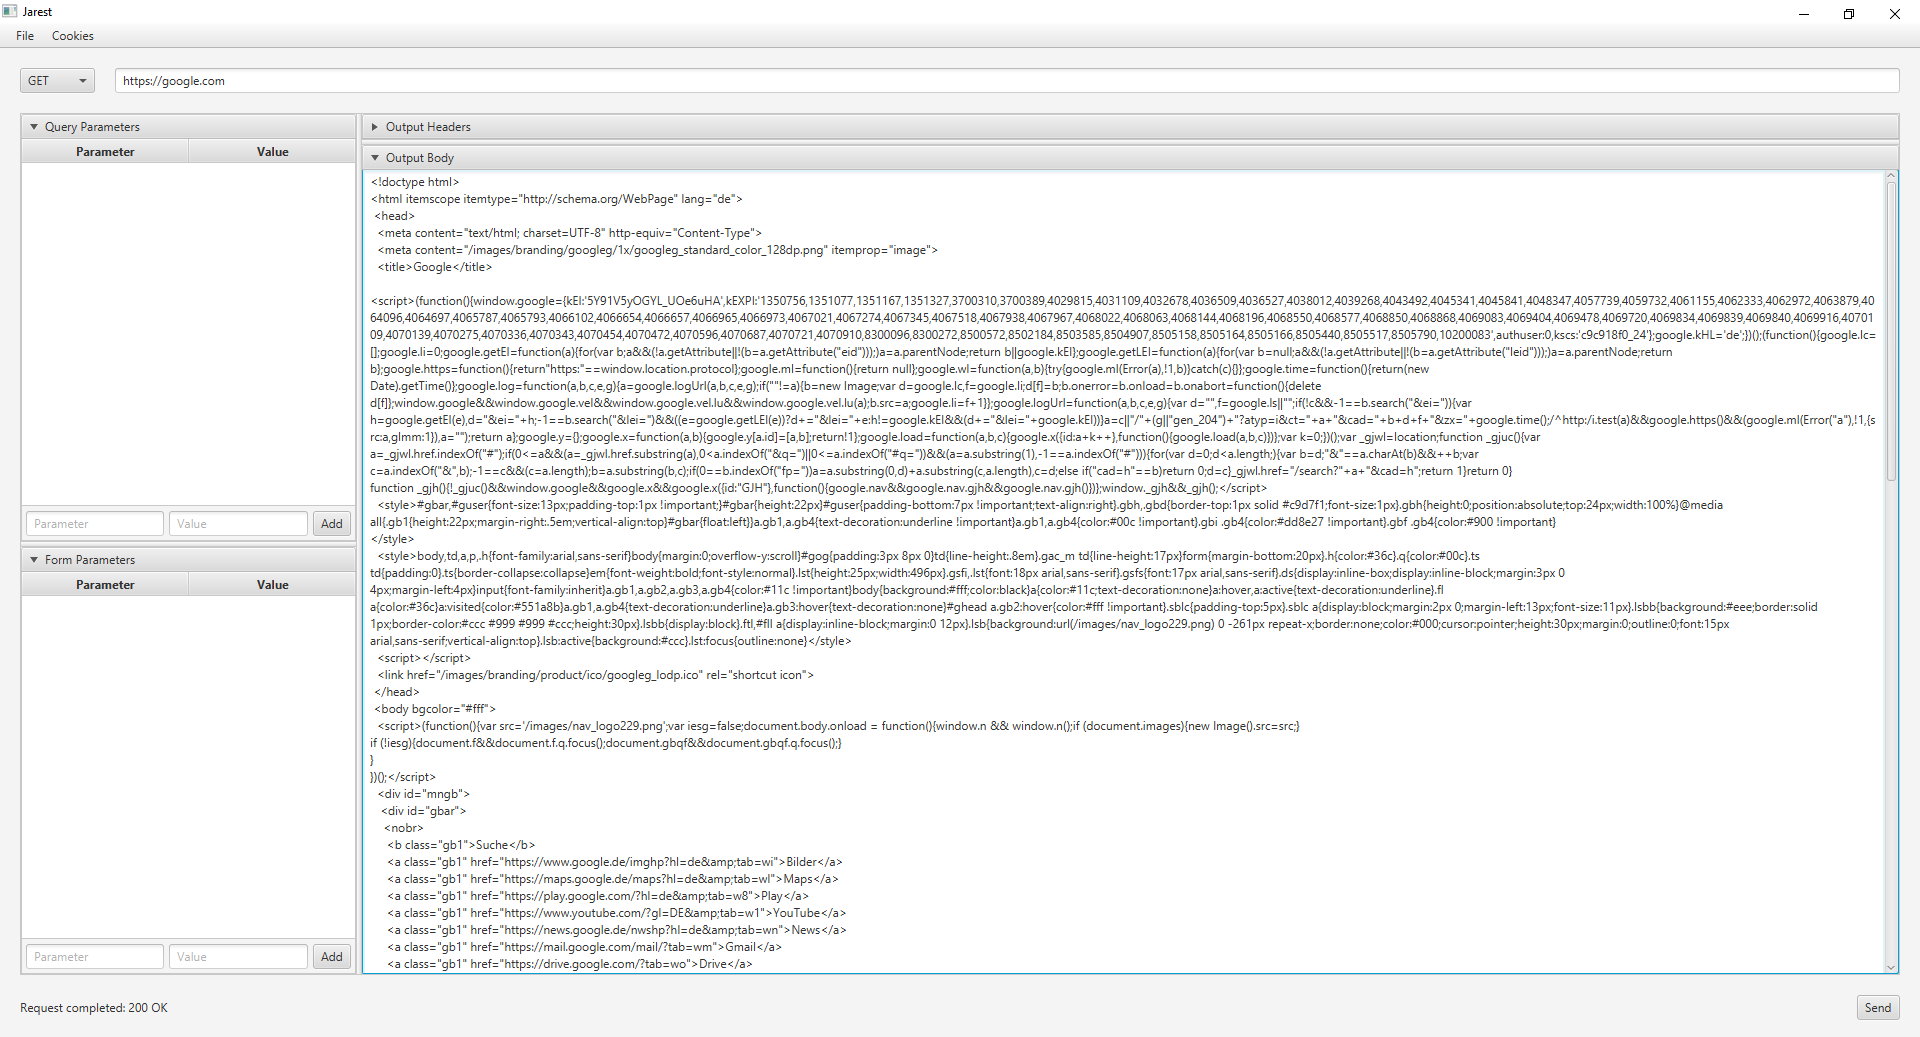 Jarest
File Cookies
GET https://google.com
Query Parameters
Parameter Value
Parameter Value Add
Form Parameters
Parameter Value
Parameter Value Add
Output Headers
Output Body
<!doctype html>
<html itemscope itemtype="http://schema.org/WebPage" lang="de">
<head>
<meta content="text/html; charset=UTF-8" http-equiv="Content-Type">
<meta content="/images/branding/googleg/1x/googleg_standard_color_128dp.png" itemprop="image">
<title>Google</title>
<script>(function(){window.google={kEI:'5Y91V5yOGYL_UOe6uHA',kEXPI:'1350756,1351077,1351167,1351327,3700310,3700389,4029815,4031109,4032678,4036509,4036527,4038012,4039268,4043492,4045341,4045841,4048347,4057739,4059732,4061155,4062333,4062972,4063879,4
064096,4064697,4065787,4065793,4066102,4066654,4066657,4066965,4066973,4067021,4067274,4067345,4067518,4067938,4067967,4068022,4068063,4068144,4068196,4068550,4068577,4068850,4068868,4069083,4069404,4069478,4069720,4069834,4069839,4069840,4069916,40701
09,4070139,4070275,4070336,4070343,4070454,4070472,4070596,4070687,4070721,4070910,8300096,8300272,8500572,8502184,8503585,8504907,8505158,8505164,8505166,8505440,8505517,8505790,10200083',authuser:0,kscs:'c9c918f0_24'};google.kHL='de';})();(function(){google.lc=
[];google.li=0;google.getEI=function(a){for(var b;a&&(!a.getAttribute||!(b=a.getAttribute("eid")));)a=a.parentNode;return b||google.kEI};google.getLEI=function(a){for(var b=null;a&&(!a.getAttribute||!(b=a.getAttribute("leid")));)a=a.parentNode;return
b};google.https=function(){return"https:"==window.location.protocol};google.ml=function(){return null};google.wl=function(a,b){try{google.ml(Error(a),!1,b)}catch(c){}};google.time=function(){return(new
Date).getTime()};google.log=function(a,b,c,e,g){a=google.logUrl(a,b,c,e,g);if(""!=a){b=new Image;var d=google.lc,f=google.li;d[f]=b;b.onerror=b.onload=b.onabort=function(){delete
d[f]};window.google&&window.google.vel&&window.google.vel.lu&&window.google.vel.lu(a);b.src=a;google.li=f+1}};google.logUrl=function(a,b,c,e,g){var d="",f=google.ls||"";if(!c&&-1==b.search("&ei=")){var
h=google.getEI(e),d="&ei="+h;-1==b.search("&lei=")&&((e=google.getLEI(e))?d+="&lei="+e:h!=google.kEI&&(d+="&lei="+google.kEI))}a=c||"/"+(g||"gen_204")+"?atyp=i&ct="+a+"&cad="+b+d+f+"&zx="+google.time();/^http:/i.test(a)&&google.https()&&(google.ml(Error("a"),!1,{s
rc:a,glmm:1}),a="");return a};google.y={};google.x=function(a,b){google.y[a.id]=[a,b];return!1};google.load=function(a,b,c){google.x({id:a+k++},function(){google.load(a,b,c)})};var k=0;})();var _gjwl=location;function _gjuc(){var
a=_gjwl.href.indexOf("#");if(0<=a&&(a=_gjwl.href.substring(a),0<a.indexOf("&q=")||0<=a.indexOf("#q="))&&(a=a.substring(1),-1==a.indexOf("#"))){for(var d=0;d<a.length;){var b=d;"&"==a.charAt(b)&&++b;var
c=a.indexOf("&",b);-1==c&&(c=a.length);b=a.substring(b,c);if(0==b.indexOf("fp="))a=a.substring(0,d)+a.substring(c,a.length),c=d;else if("cad=h"==b)return 0;d=c}_gjwl.href="/search?"+a+"&cad=h";return 1}return 0}
function _gjh(){!_gjuc()&&window.google&&google.x&&google.x({id:"GJH"},function(){google.nav&&google.nav.gjh&&google.nav.gjh()})};window._gjh&&_gjh();</script>
<style>#gbar,#guser{font-size:13px;padding-top:1px !important;}#gbar{height:22px}#guser{padding-bottom:7px !important;text-align:right}.gbh,.gbd{border-top:1px solid #c9d7f1;font-size:1px}.gbh{height:0;position:absolute;top:24px;width:100%}@media
all{.gb1{height:22px;margin-right:.5em;vertical-align:top}#gbar{float:left}}a.gb1,a.gb4{text-decoration:underline !important}a.gb1,a.gb4{color:#00c !important}.gbi .gb4{color:#dd8e27 !important}.gbf .gb4{color:#900 !important}
</style>
<style>body,td,a,p,.h{font-family:arial,sans-serif}body{margin:0;overflow-y:scroll}#gog{padding:3px 8px 0}td{line-height:.8em}.gac_m td{line-height:17px}form{margin-bottom:20px}.h{color:#36c}.q{color:#00c}.ts
td{padding:0}.ts{border-collapse:collapse}em{font-weight:bold;font-style:normal}.lst{height:25px;width:496px}.gsfi,.lst{font:18px arial,sans-serif}.gsfs{font:17px arial,sans-serif}.ds{display:inline-box;display:inline-block;margin:3px 0
4px;margin-left:4px}input{font-family:inherit}a.gb1,a.gb2,a.gb3,a.gb4{color:#11c !important}body{background:#fff;color:black}a{color:#11c;text-decoration:none}a:hover,a:active{text-decoration:underline}.fl
a{color:#36c}a:visited{color:#551a8b}a.gb1,a.gb4{text-decoration:underline}a.gb3:hover{text-decoration:none}#ghead a.gb2:hover{color:#fff !important}.sblc{padding-top:5px}.sblc a{display:block;margin:2px 0;margin-left:13px;font-size:11px}.lsbb{background:#eee;border:solid
1px;border-color:#ccc #999 #999 #ccc;height:30px}.lsbb{display:block}.ftl,#fll a{display:inline-block;margin:0 12px}.lsb{background:url(/images/nav_logo229.png) 0 -261px repeat-x;border:none;color:#000;cursor:pointer;height:30px;margin:0;outline:0;font:15px
arial,sans-serif;vertical-align:top}.lsb:active{background:#ccc}.lst:focus{outline:none}</style>
<script></script>
<link href="/images/branding/product/ico/googleg_lodp.ico" rel="shortcut icon">
</head>
<body bgcolor="#fff">
<script>(function(){var src='/images/nav_logo229.png';var iesg=false;document.body.onload = function(){window.n && window.n();if (document.images){new Image().src=src;}
if (!iesg){document.f&&document.f.q.focus();document.gbqf&&document.gbqf.q.focus();}
}
})();</script>
<div id="mngb">
<div id="gbar">
<nobr>
<b class="gb1">Suche</b>
<a class="gb1" href="https://www.google.de/imghp?hl=de&amp;tab=wi">Bilder</a>
<a class="gb1" href="https://maps.google.de/maps?hl=de&amp;tab=wl">Maps</a>
<a class="gb1" href="https://play.google.com/?hl=de&amp;tab=w8">Play</a>
<a class="gb1" href="https://www.youtube.com/?gl=DE&amp;tab=w1">YouTube</a>
<a class="gb1" href="https://news.google.de/nwshp?hl=de&amp;tab=wn">News</a>
<a class="gb1" href="https://mail.google.com/mail/?tab=wm">Gmail</a>
<a class="gb1" href="https://drive.google.com/?tab=wo">Drive</a>
Request completed: 200 OK
Send